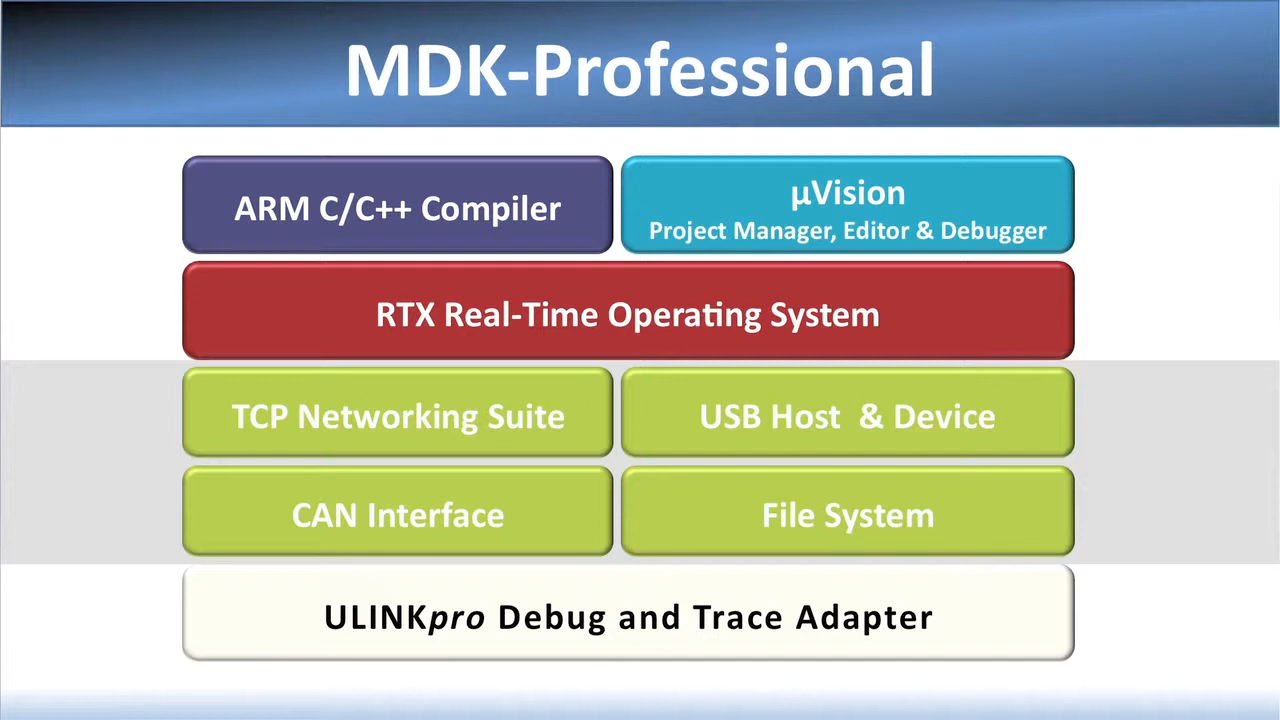 MDK-Professional
ARM C/C++ Compiler
µVision
Project Manager, Editor & Debugger
RTX Real-Time Operating System
TCP Networking Suite
USB Host & Device
CAN Interface
File System
ULINKpro Debug and Trace Adapter